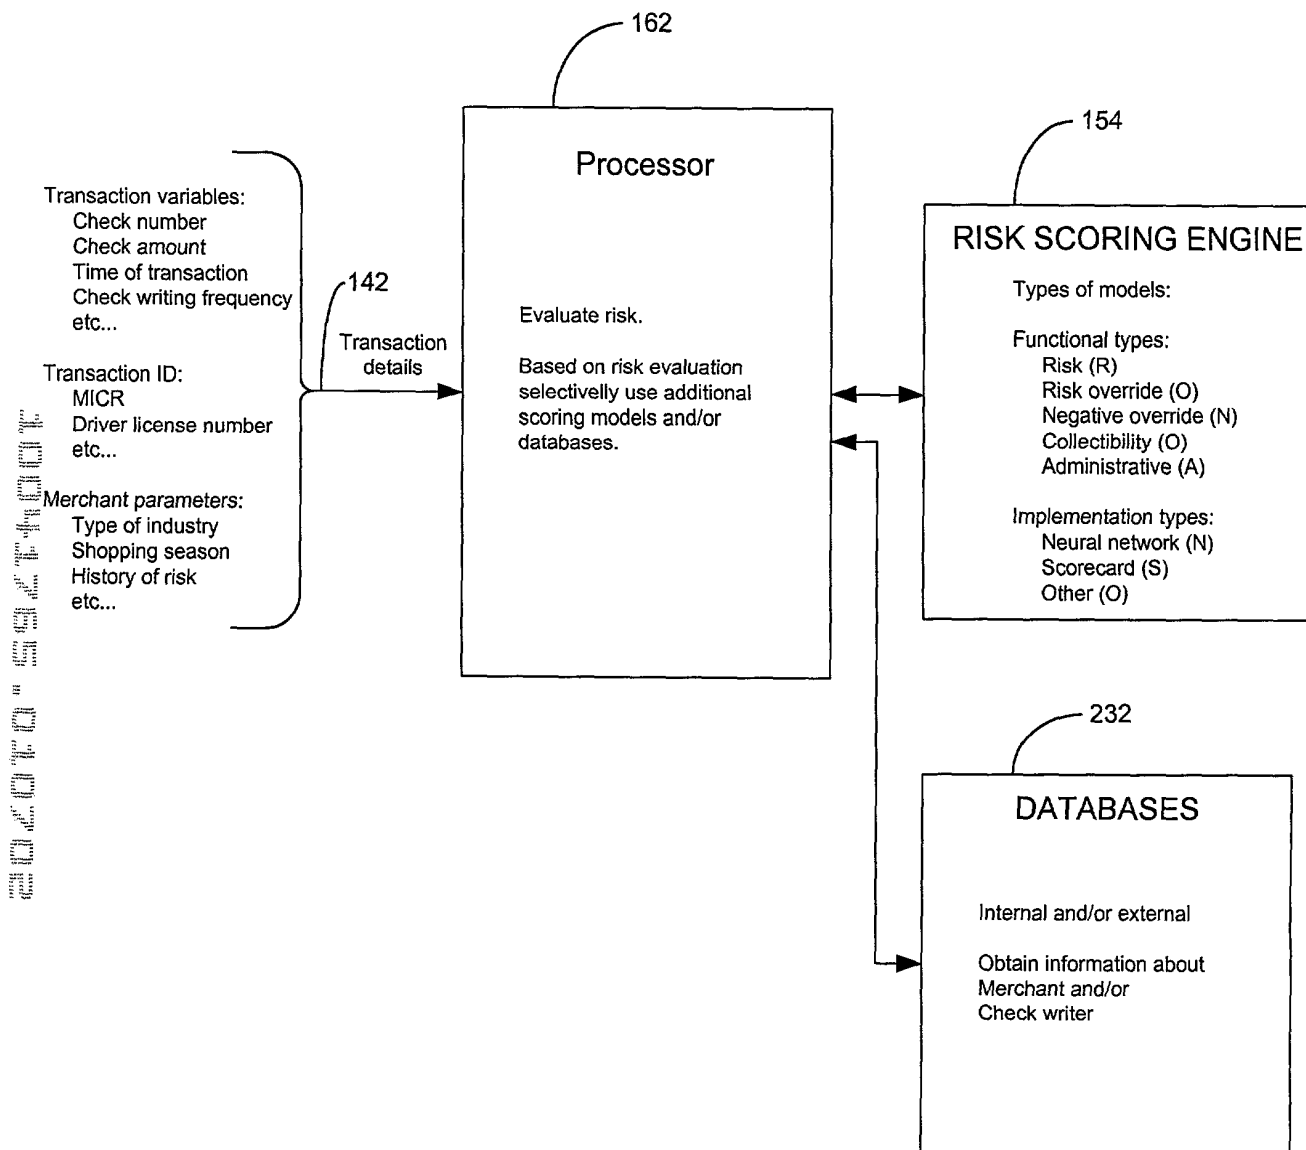 162
Processor
Evaluate risk.
Based on risk evaluation
selectivelly use additional
scoring models and/or
databases.
154
RISK SCORING ENGINE
Types of models:
Functional types:
Risk (R)
Risk override (O)
Negative override (N)
Collectibility (O)
Administrative (A)
Implementation types:
Neural network (N)
Scorecard (S)
Other (O)
Transaction variables:
Check number
Check amount
Time of transaction
Check writing frequency
etc...
Transaction ID:
MICR
Driver license number
etc...
Merchant parameters:
Type of industry
Shopping season
History of risk
etc...
142
Transaction
details
232
DATABASES
Internal and/or external
Obtain information about
Merchant and/or
Check writer
10041765.010702